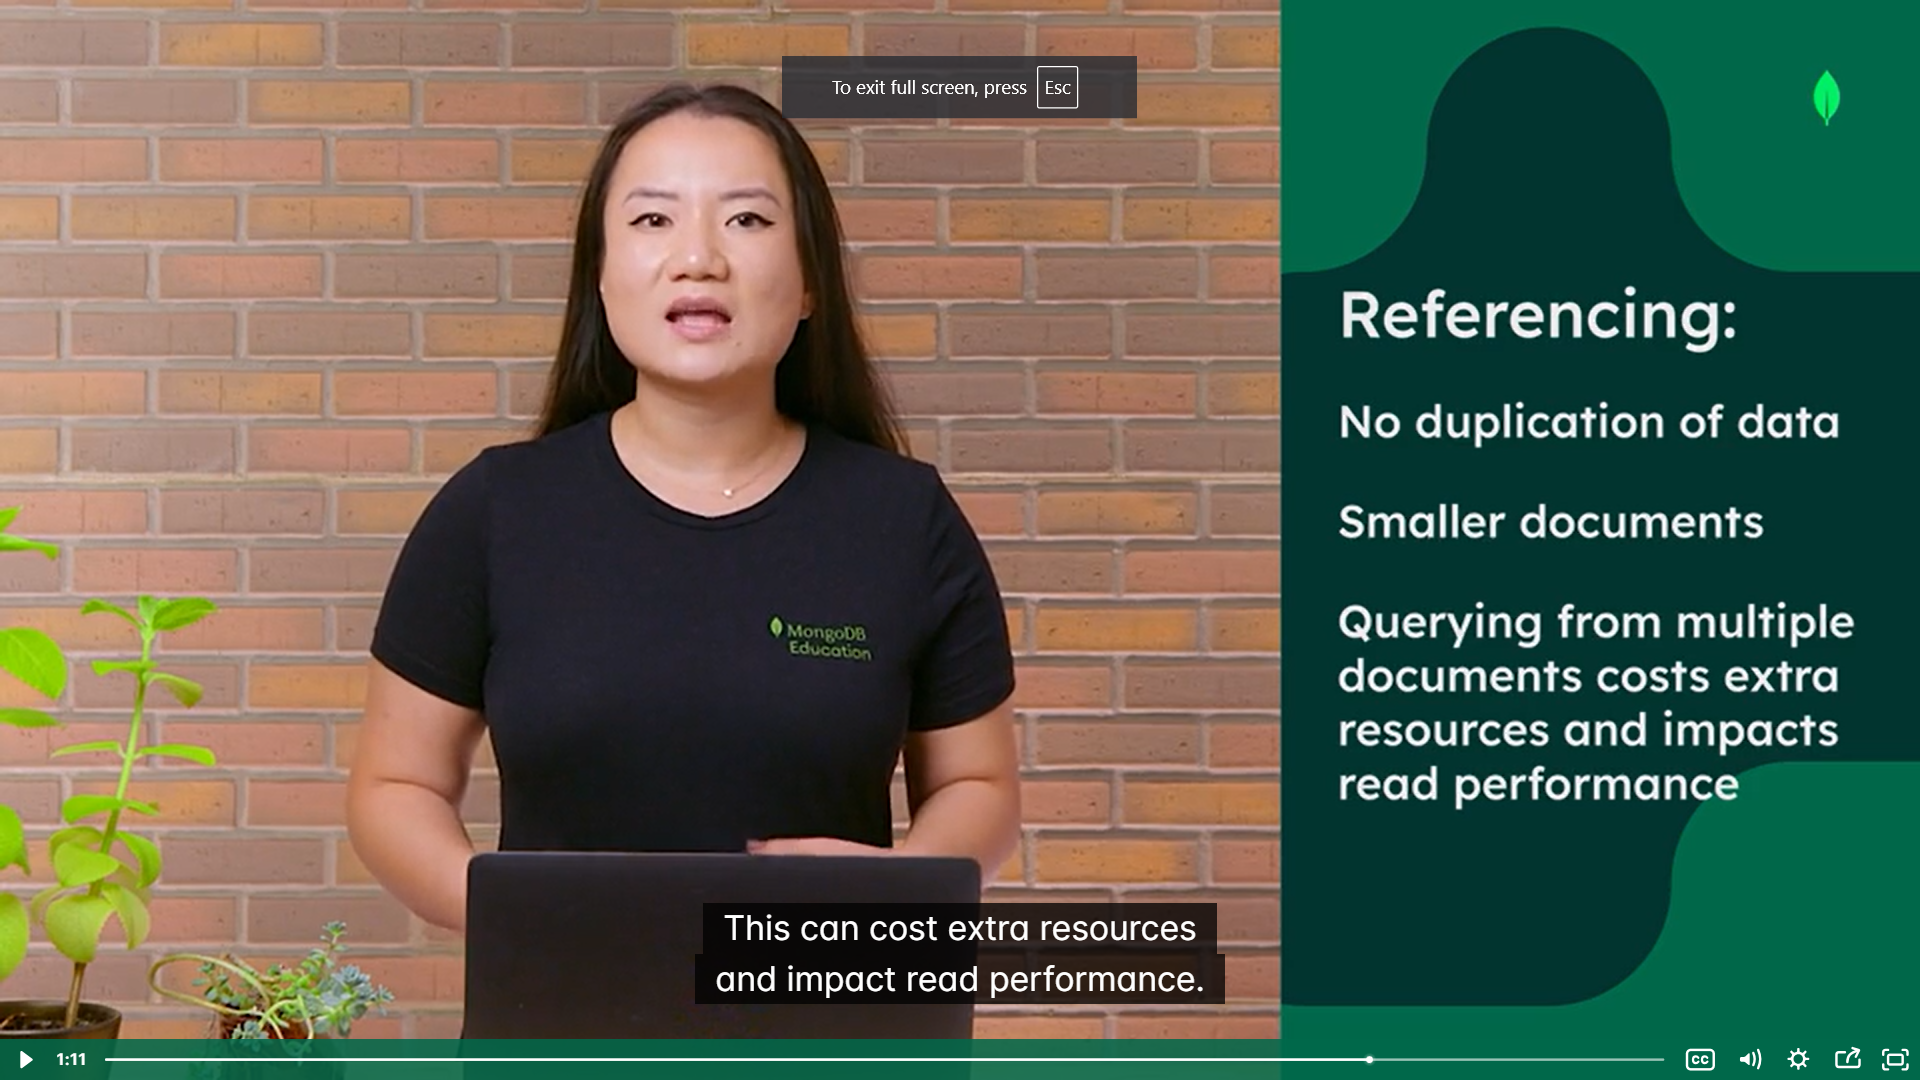 To exit full screen, press Esc
Referencing:
No duplication of data
Smaller documents
Querying from multiple
documents costs extra
resources and impacts
read performance
MongoDB
Education
This can cost extra resources
and impact read performance.
1:11
CC